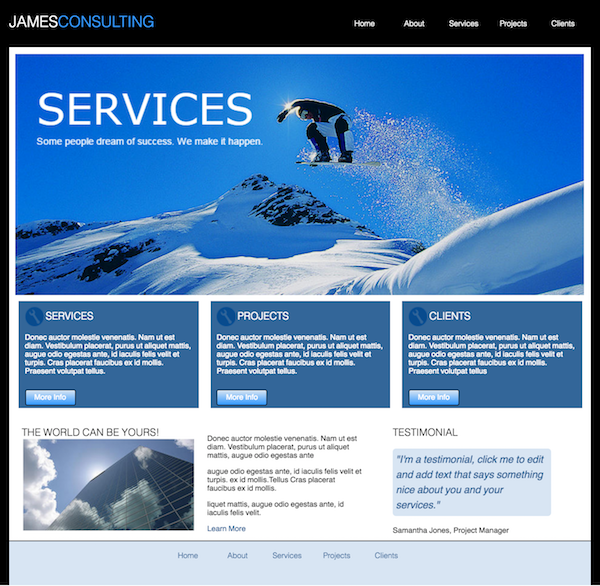 JAMESCONSULTING
Home About Services Projects Clients
SERVICES
Some people dream of success. We make it happen.
SERVICES
Donec auctor molestie venenatis. Nam ut est
diam. Vestibulum placerat, purus ut aliquet mattis,
augue odio egestas ante, id iaculis felis velit et
turpis. Cras placerat faucibus ex id mollis.
Praesent volutpat tellus.
More Info
PROJECTS
Donec auctor molestie venenatis. Nam ut est
diam. Vestibulum placerat, purus ut aliquet mattis,
augue odio egestas ante, id iaculis felis velit et
turpis. Cras placerat faucibus ex id mollis.
Praesent volutpat tellus
More Info
CLIENTS
Donec auctor molestie venenatis. Nam ut est
diam. Vestibulum placerat, purus ut aliquet mattis,
augue odio egestas ante, id iaculis felis velit et
turpis. Cras placerat faucibus ex id mollis.
Praesent volutpat tellus.
More Info
THE WORLD CAN BE YOURS!
Donec auctor molestie venenatis. Nam ut est
diam. Vestibulum placerat, purus ut aliquet
mattis, augue odio egestas ante
augue odio egestas ante, id iaculis felis velit et
turpis. ex id mollis.Tellus Cras placerat
faucibus ex id mollis.
liquet mattis, augue odio egestas ante, id
iaculis felis velit.
Learn More
TESTIMONIAL
"I'm a testimonial, click me to edit
and add text that says something
nice about you and your
services."
Samantha Jones, Project Manager
Home About Services Projects Clients